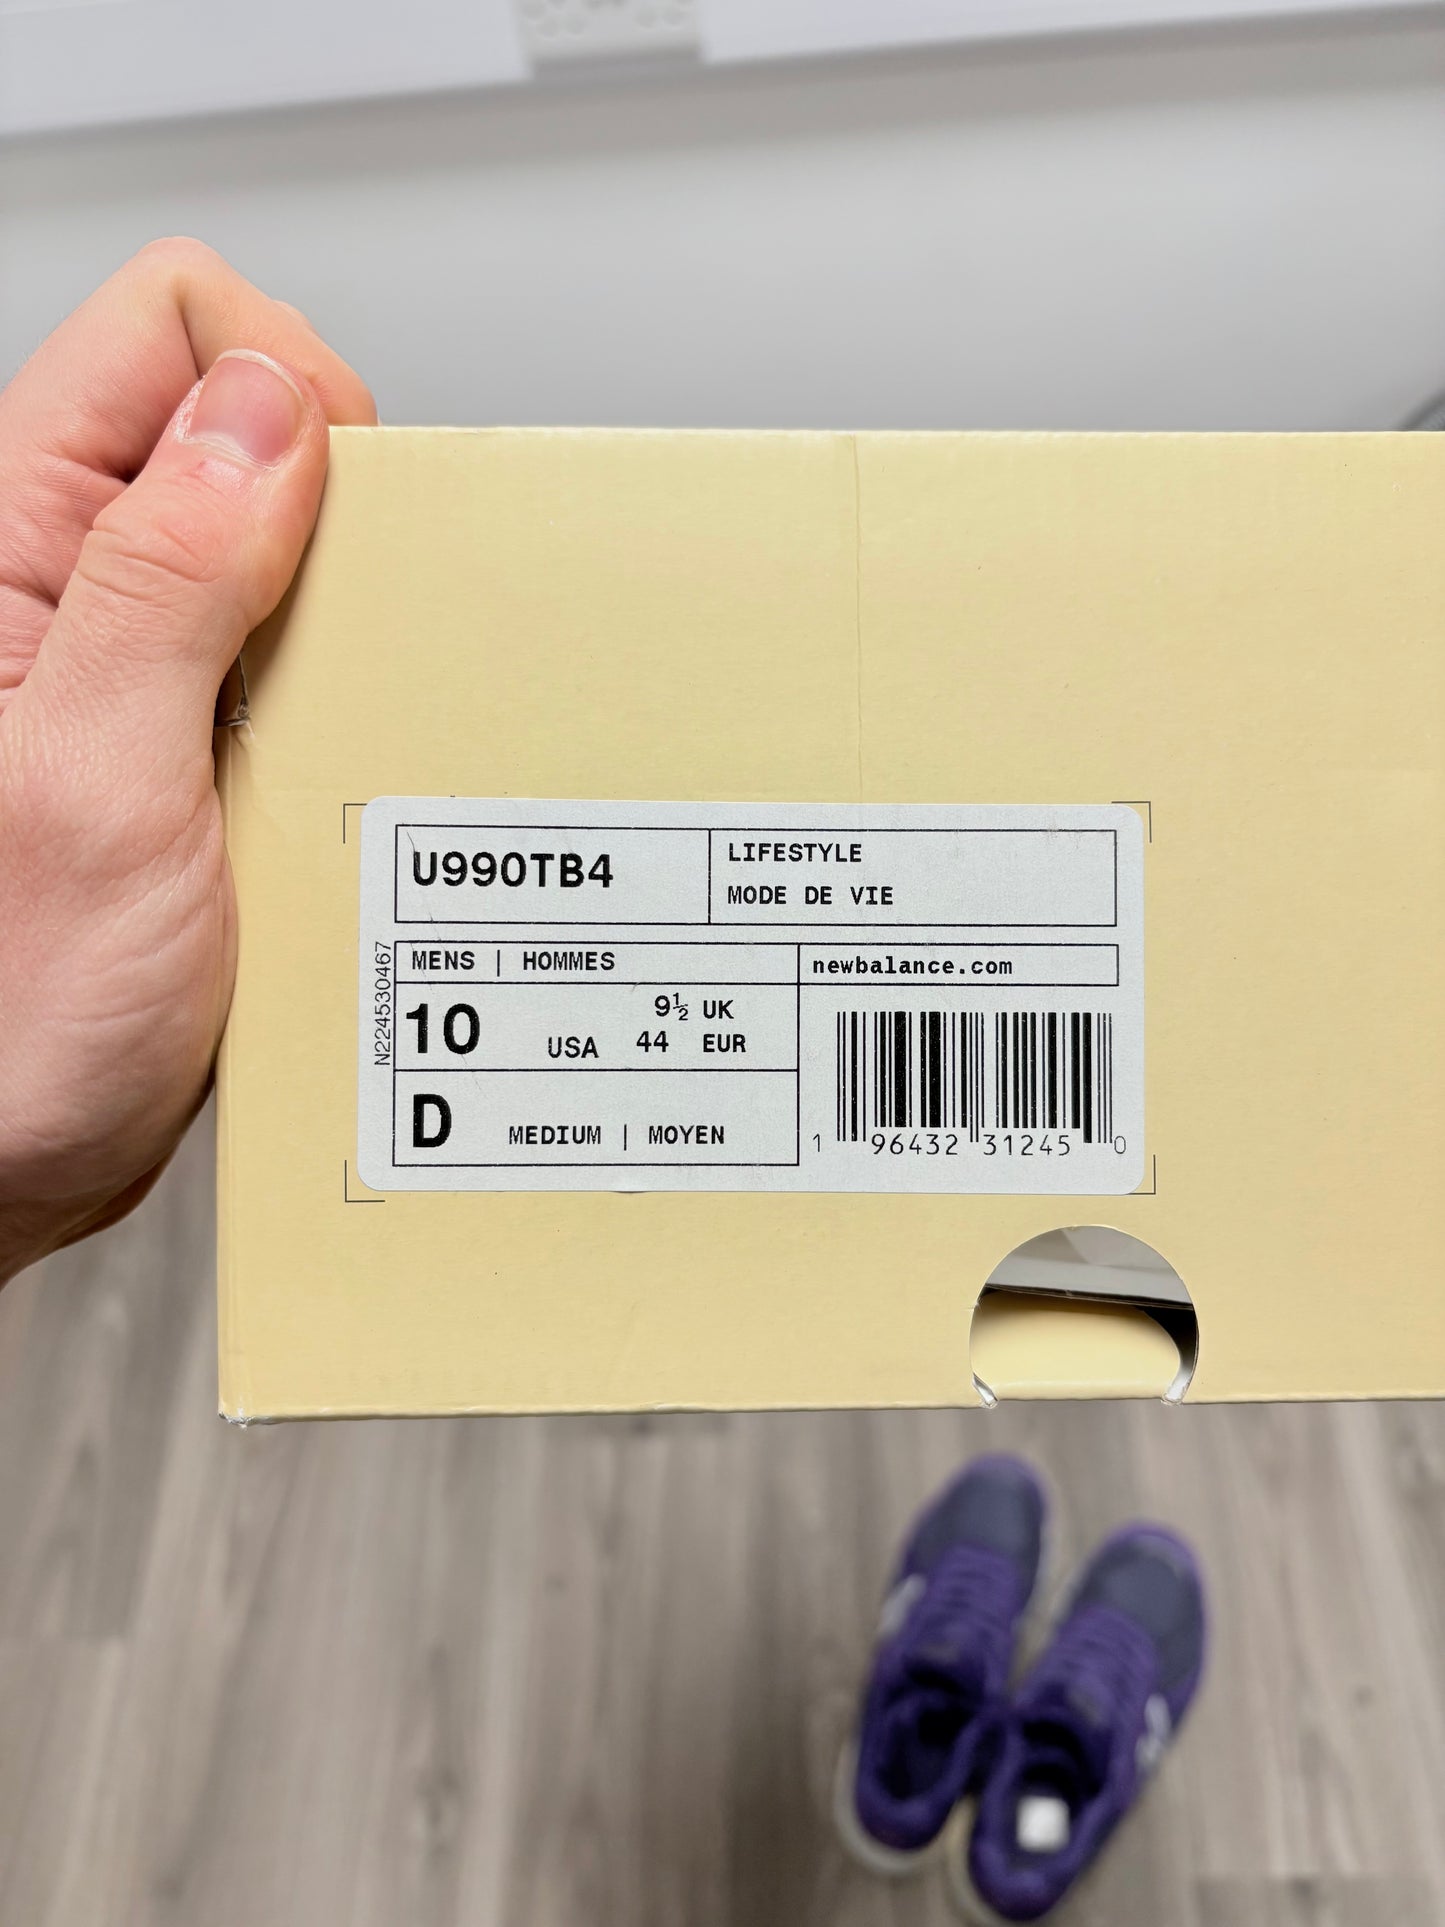 U990TB4
LIFESTYLE
MODE DE VIE
N224530467
MENS | HOMMES
newbalance.com
10 USA
9½ UK
44 EUR
D MEDIUM | MOYEN
1 96432 31245 0